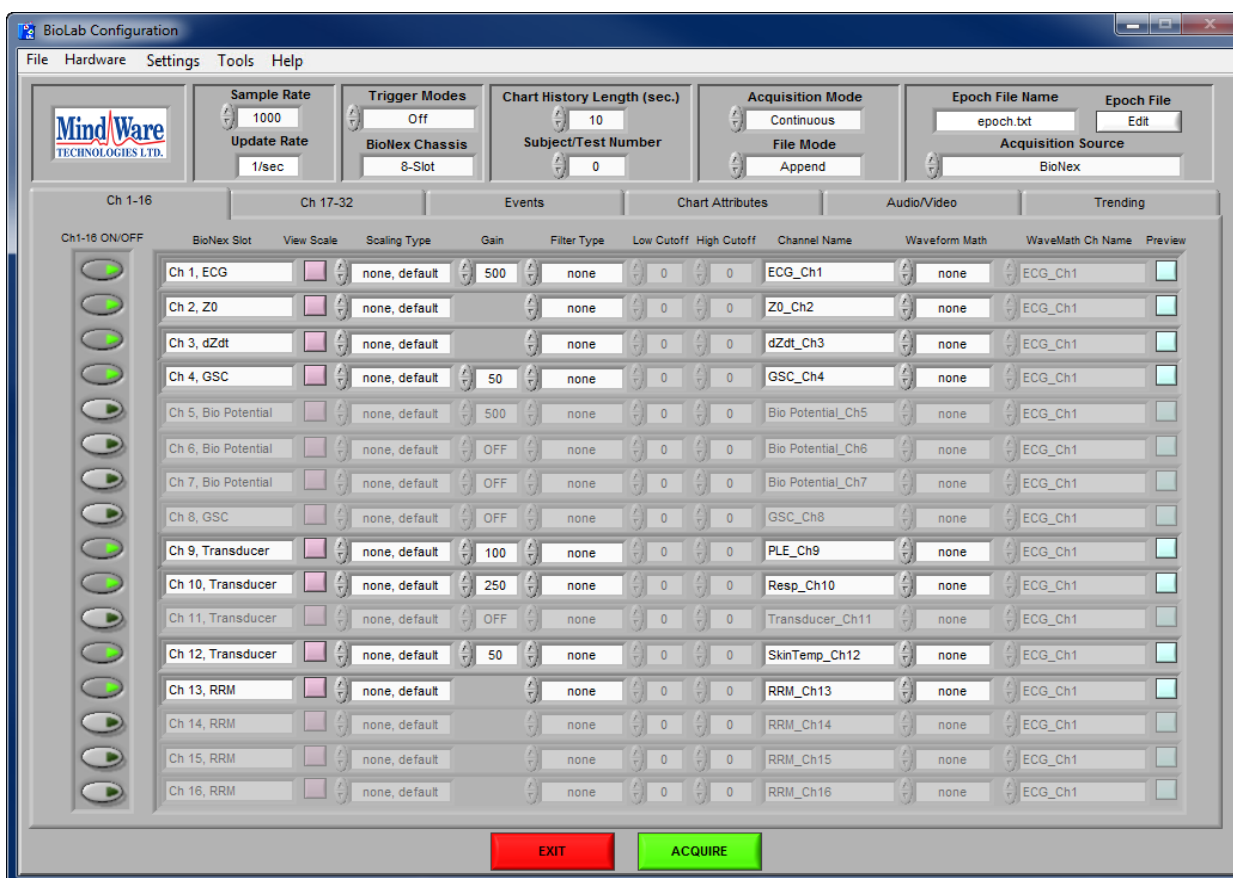 BioLab Configuration
File Hardware Settings Tools Help
MindWare
TECHNOLOGIES LTD.
Sample Rate
1000
Update Rate
1/sec
Trigger Modes
Off
BioNex Chassis
8-Slot
Chart History Length (sec.)
10
Subject/Test Number
0
Acquisition Mode
Continuous
File Mode
Append
Epoch File Name
epoch.txt
Epoch File
Edit
Acquisition Source
BioNex
Ch 1-16 Ch 17-32 Events Chart Attributes Audio/Video Trending
Ch1-16 ON/OFF BioNex Slot View Scale Scaling Type Gain Filter Type Low Cutoff High Cutoff Channel Name Waveform Math WaveMath Ch Name Preview
Ch 1, ECG none, default 500 none 0 0 ECG_Ch1 none ECG_Ch1
Ch 2, Z0 none, default none 0 0 Z0_Ch2 none ECG_Ch1
Ch 3, dZdt none, default none 0 0 dZdt_Ch3 none ECG_Ch1
Ch 4, GSC none, default 50 none 0 0 GSC_Ch4 none ECG_Ch1
Ch 5, Bio Potential none, default 500 none 0 0 Bio Potential_Ch5 none ECG_Ch1
Ch 6, Bio Potential none, default OFF none 0 0 Bio Potential_Ch6 none ECG_Ch1
Ch 7, Bio Potential none, default OFF none 0 0 Bio Potential_Ch7 none ECG_Ch1
Ch 8, GSC none, default OFF none 0 0 GSC_Ch8 none ECG_Ch1
Ch 9, Transducer none, default 100 none 0 0 PLE_Ch9 none ECG_Ch1
Ch 10, Transducer none, default 250 none 0 0 Resp_Ch10 none ECG_Ch1
Ch 11, Transducer none, default OFF none 0 0 Transducer_Ch11 none ECG_Ch1
Ch 12, Transducer none, default 50 none 0 0 SkinTemp_Ch12 none ECG_Ch1
Ch 13, RRM none, default none 0 0 RRM_Ch13 none ECG_Ch1
Ch 14, RRM none, default none 0 0 RRM_Ch14 none ECG_Ch1
Ch 15, RRM none, default none 0 0 RRM_Ch15 none ECG_Ch1
Ch 16, RRM none, default none 0 0 RRM_Ch16 none ECG_Ch1
EXIT ACQUIRE